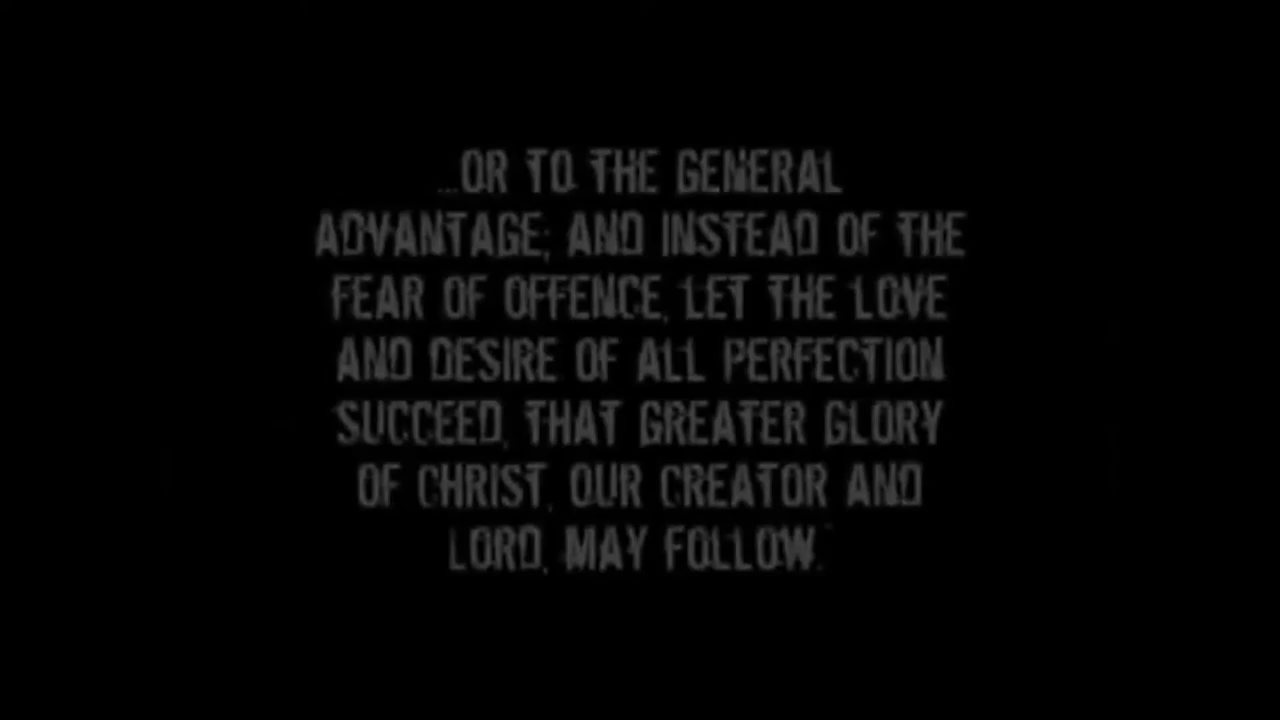 ...OR TO THE GENERAL
ADVANTAGE; AND INSTEAD OF THE
FEAR OF OFFENCE, LET THE LOVE
AND DESIRE OF ALL PERFECTION
SUCCEED, THAT GREATER GLORY
OF CHRIST, OUR CREATOR AND
LORD, MAY FOLLOW."